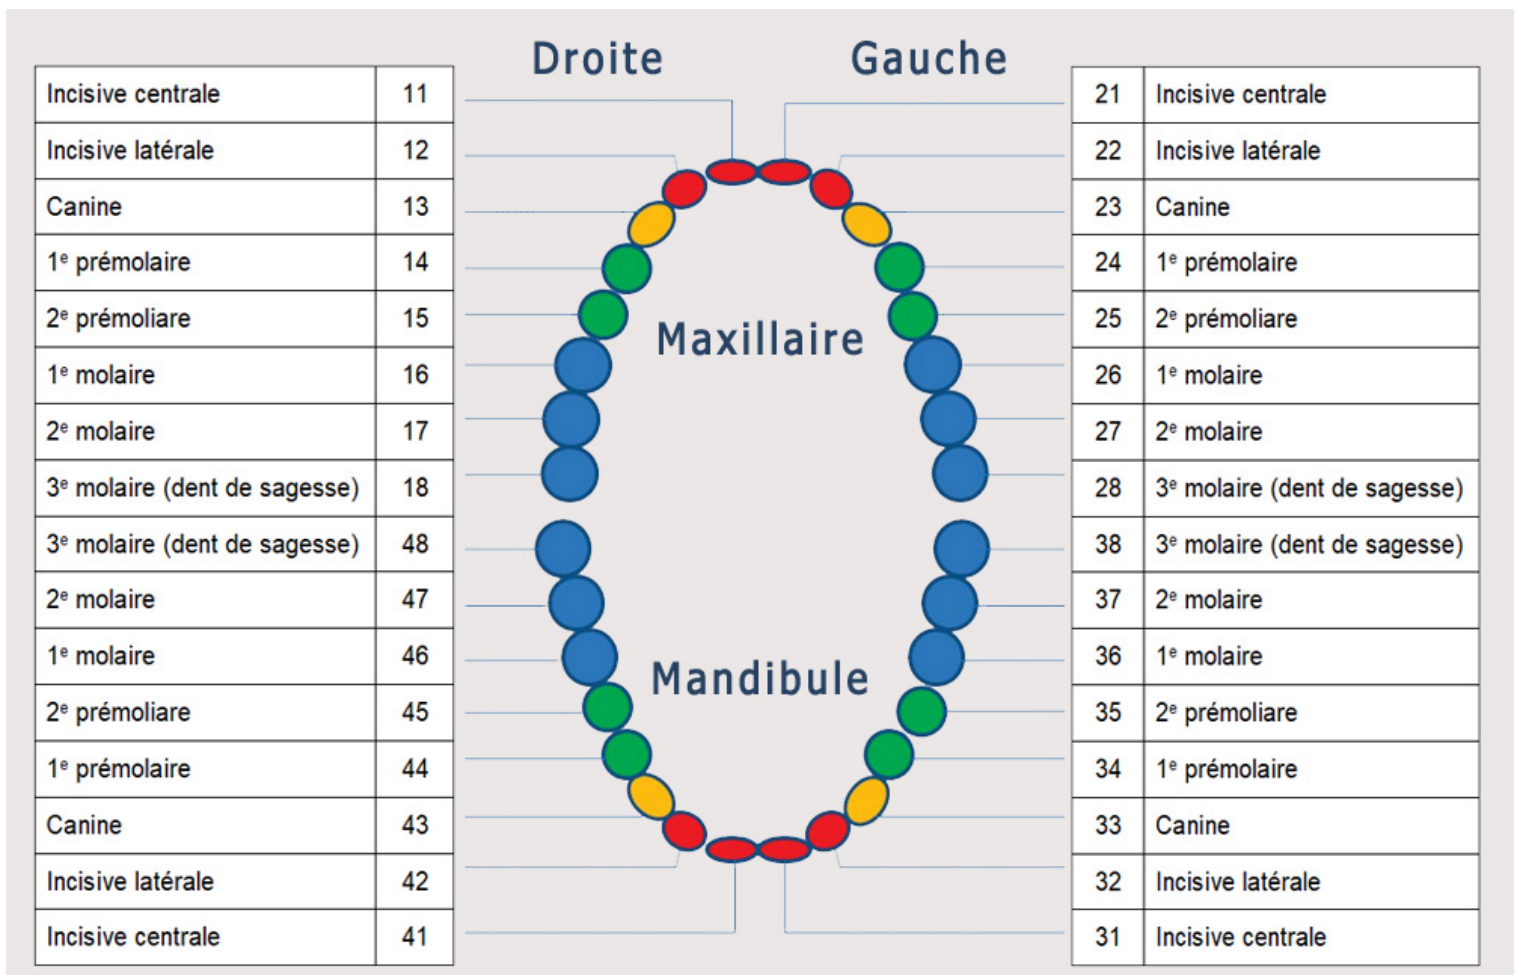 Droite Gauche
Incisive centrale 11
Incisive latérale 12
Canine 13
1e prémolaire 14
2e prémoliare 15
1e molaire 16
2e molaire 17
3e molaire (dent de sagesse) 18
3e molaire (dent de sagesse) 48
2e molaire 47
1e molaire 46
2e prémoliare 45
1e prémolaire 44
Canine 43
Incisive latérale 42
Incisive centrale 41
Maxillaire
Mandibule
21 Incisive centrale
22 Incisive latérale
23 Canine
24 1e prémolaire
25 2e prémoliare
26 1e molaire
27 2e molaire
28 3e molaire (dent de sagesse)
38 3e molaire (dent de sagesse)
37 2e molaire
36 1e molaire
35 2e prémoliare
34 1e prémolaire
33 Canine
32 Incisive latérale
31 Incisive centrale